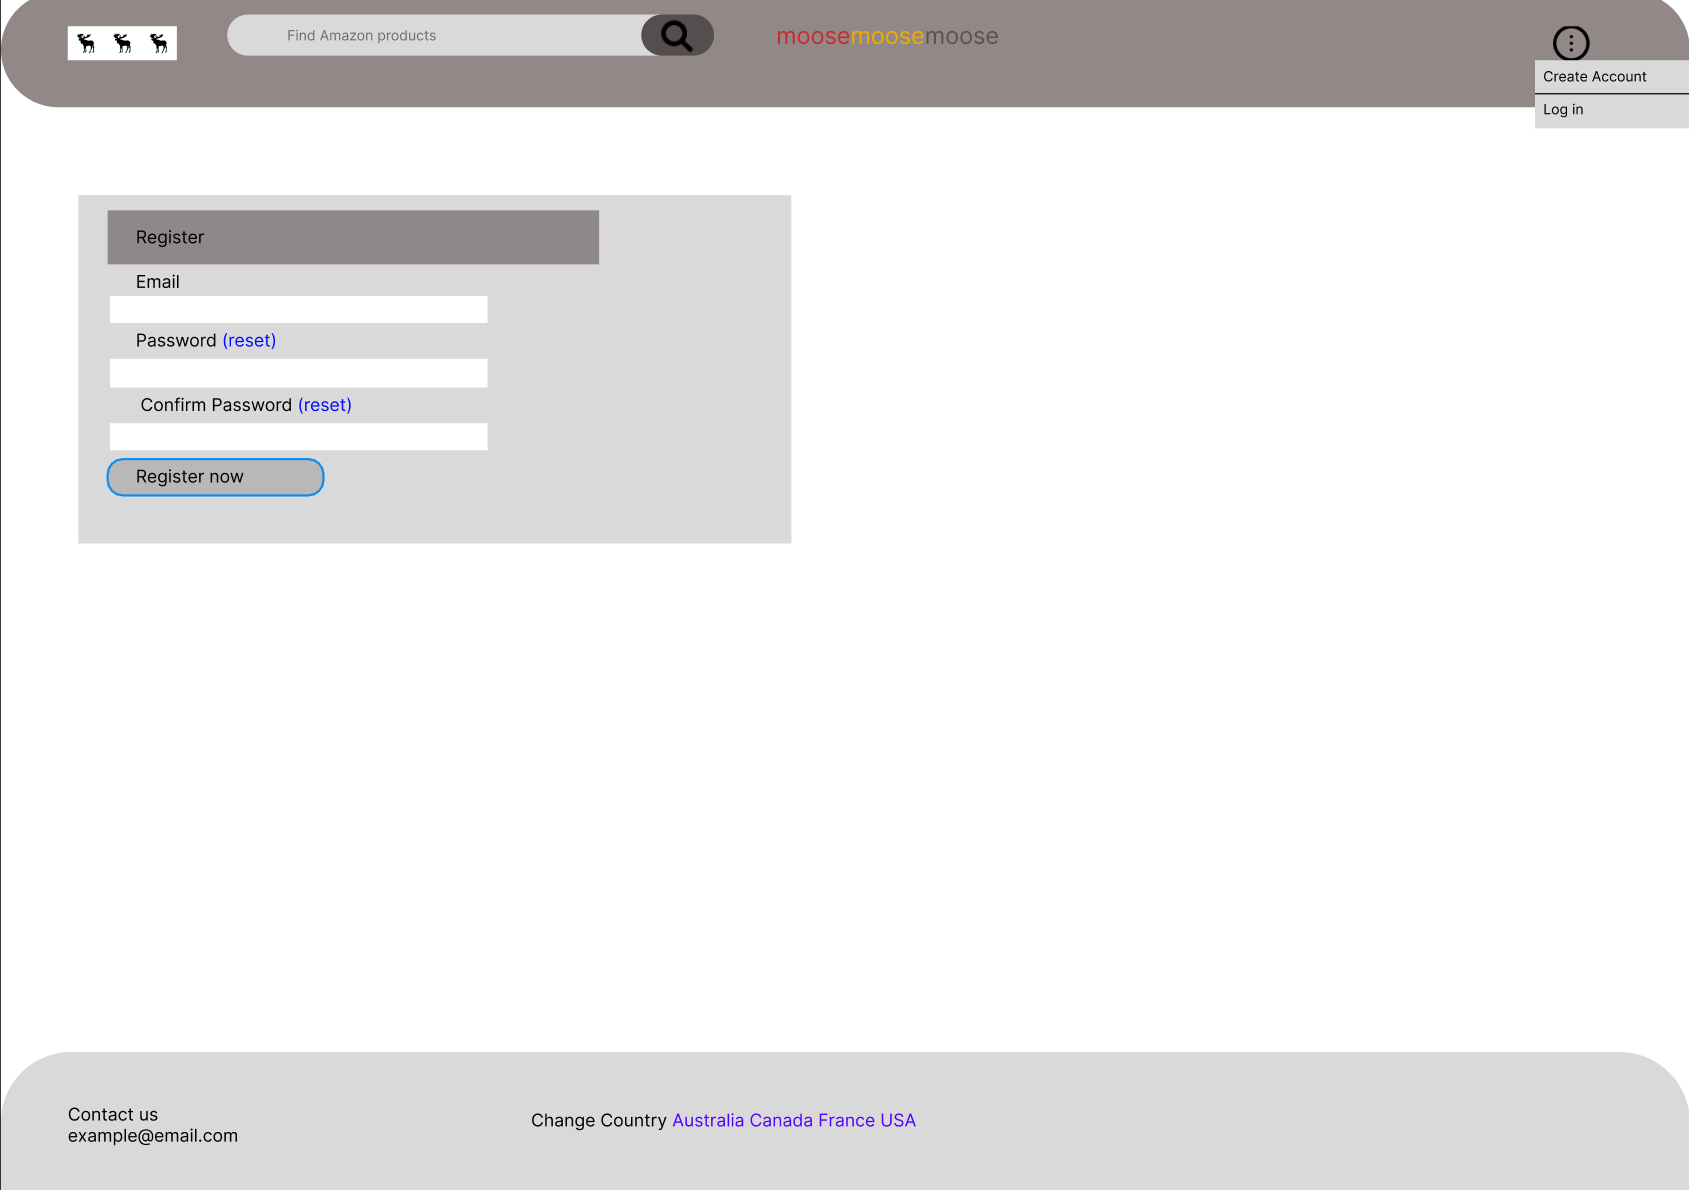 Find Amazon products
moosemoosemoose
Create Account
Log in
Register
Email
Password (reset)
Confirm Password (reset)
Register now
Contact us
example@email.com
Change Country Australia Canada France USA